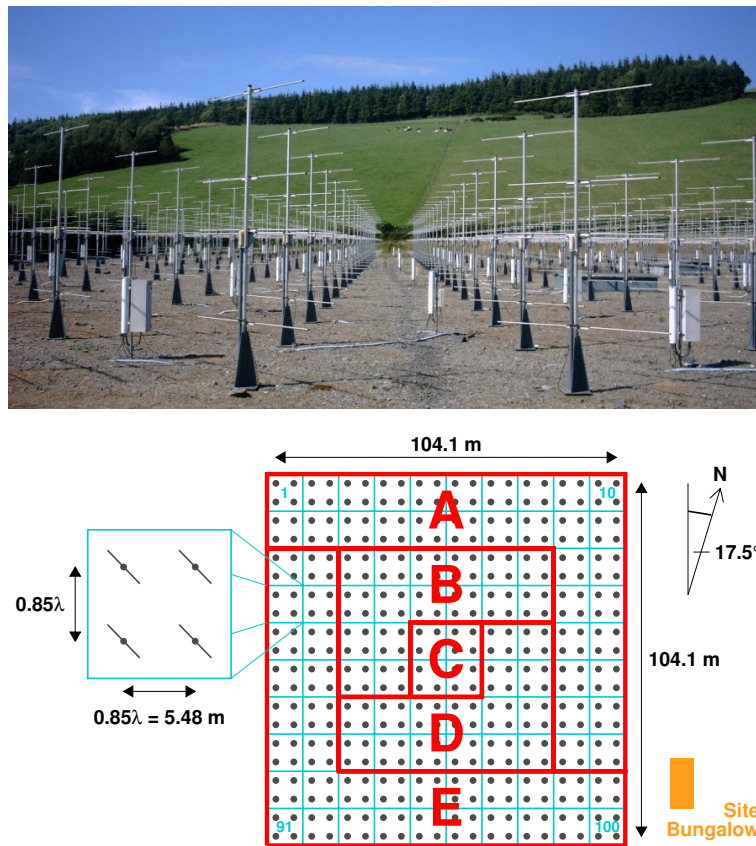 104.1 m
N
1
10
A
17.5°
B
0.85λ
C
104.1 m
0.85λ = 5.48 m
D
E
91
100
Site
Bungalow